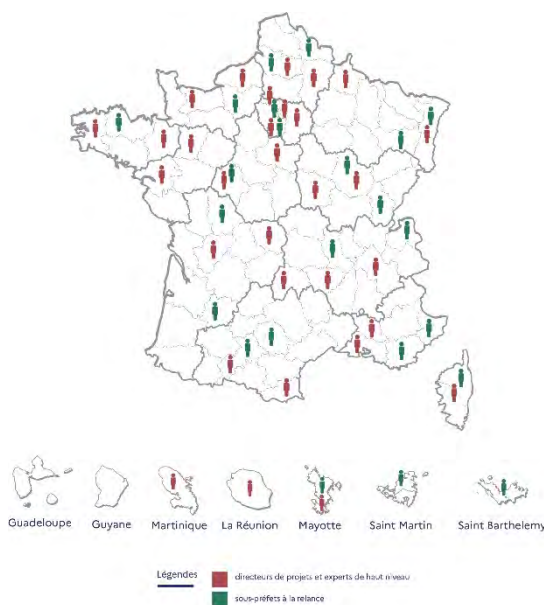 Guadeloupe Guyane Martinique La Réunion Mayotte Saint Martin Saint Barthelemy
Légendes
directeurs de projets et experts de haut niveau
sous-préfets à la relance